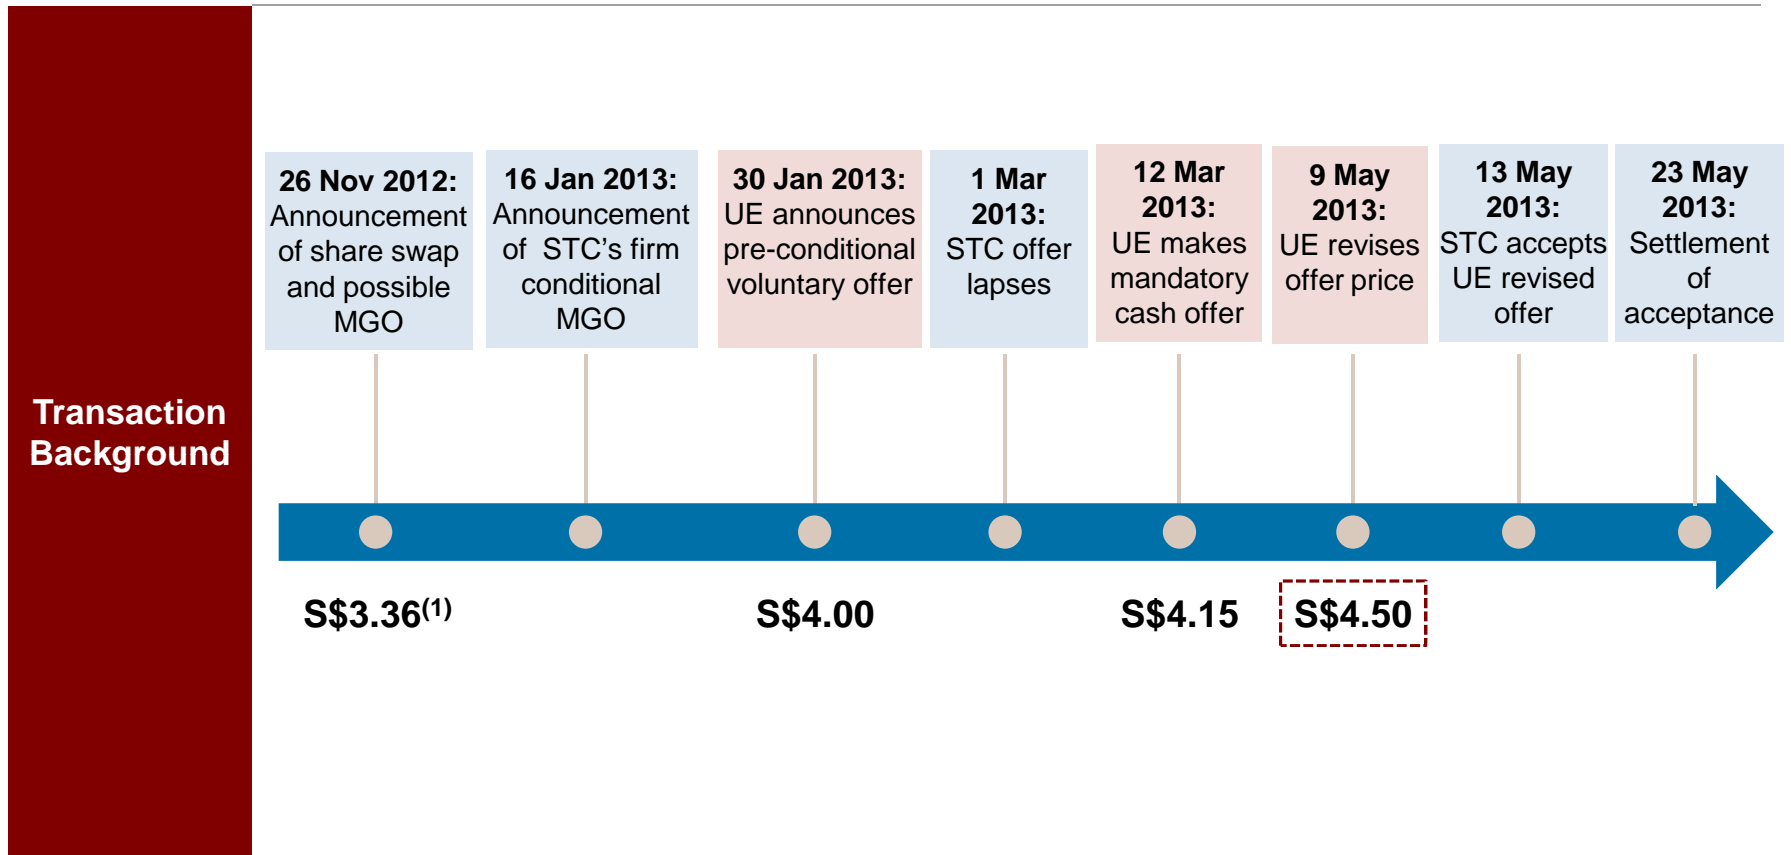 Transaction
Background
26 Nov 2012:
Announcement
of share swap
and possible
MGO
16 Jan 2013:
Announcement
of STC’s firm
conditional
MGO
30 Jan 2013:
UE announces
pre-conditional
voluntary offer
1 Mar
2013:
STC offer
lapses
12 Mar
2013:
UE makes
mandatory
cash offer
9 May
2013:
UE revises
offer price
13 May
2013:
STC accepts
UE revised
offer
23 May
2013:
Settlement
of
acceptance
S$3.36(1)
S$4.00
S$4.15
S$4.50